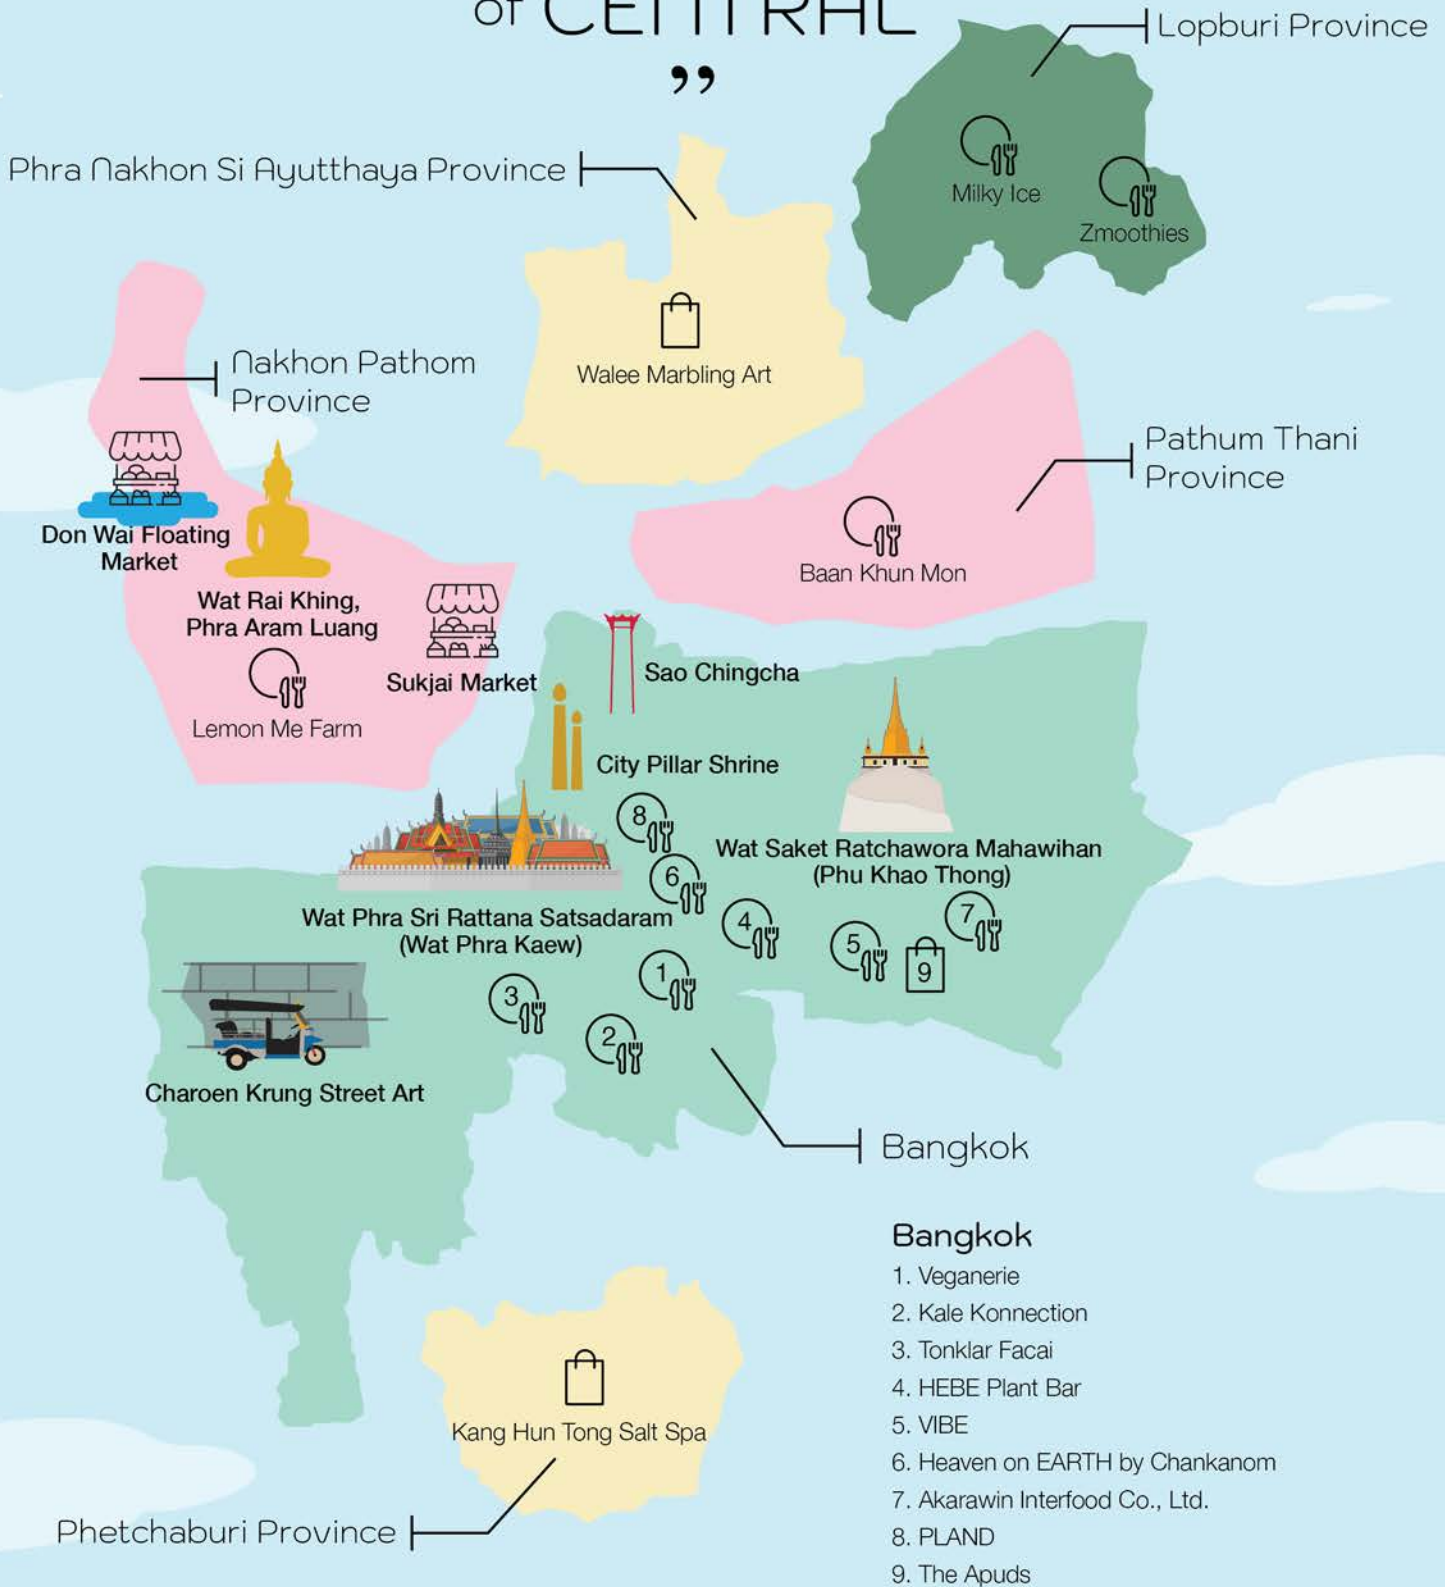 of CENTRAL
”
Lopburi Province
Milky Ice
Zmoothies
Phra Nakhon Si Ayutthaya Province
Walee Marbling Art
Nakhon Pathom
Province
Don Wai Floating
Market
Wat Rai Khing,
Phra Aram Luang
Lemon Me Farm
Sukjai Market
Pathum Thani
Province
Baan Khun Mon
Sao Chingcha
City Pillar Shrine
8
6
Wat Saket Ratchawora Mahawihan
(Phu Khao Thong)
Wat Phra Sri Rattana Satsadaram
(Wat Phra Kaew)
4
7
5
9
1
3
2
Charoen Krung Street Art
Bangkok
Kang Hun Tong Salt Spa
Phetchaburi Province
Bangkok
1. Veganerie
2. Kale Konnection
3. Tonklar Facai
4. HEBE Plant Bar
5. VIBE
6. Heaven on EARTH by Chankanom
7. Akarawin Interfood Co., Ltd.
8. PLAND
9. The Apuds